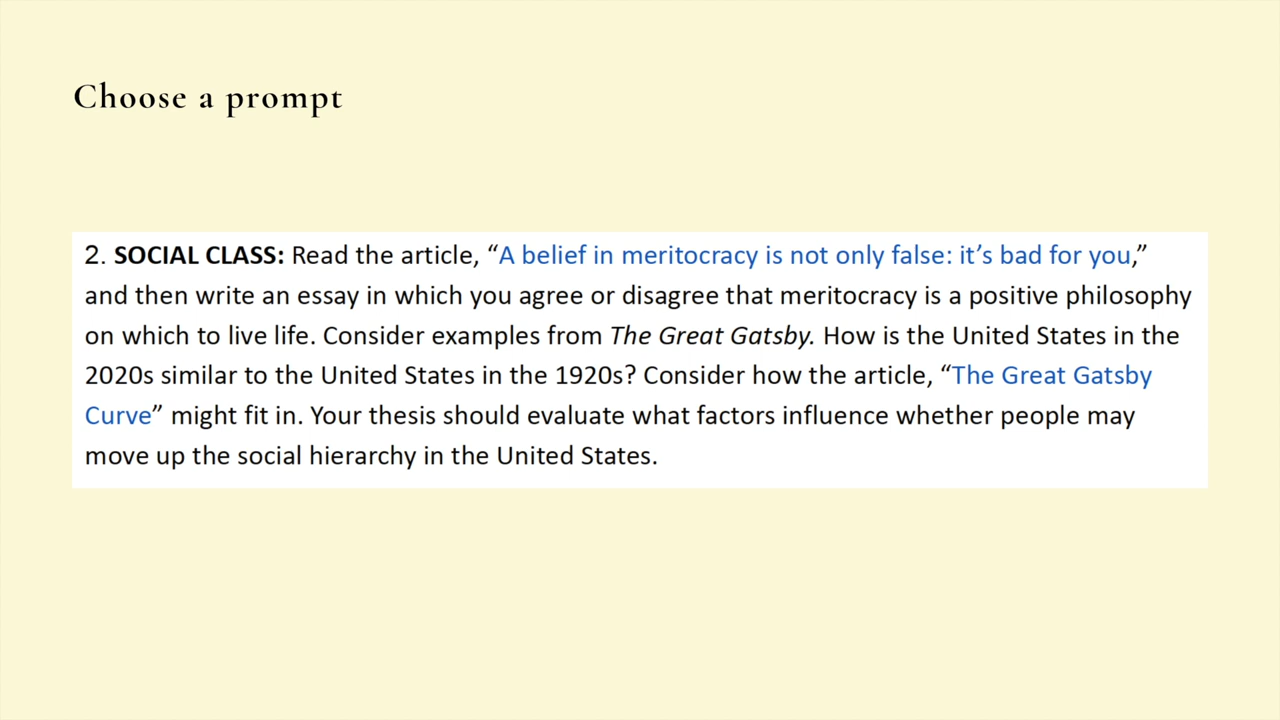 Choose a prompt
2. SOCIAL CLASS: Read the article, “A belief in meritocracy is not only false: it’s bad for you,”
and then write an essay in which you agree or disagree that meritocracy is a positive philosophy
on which to live life. Consider examples from The Great Gatsby. How is the United States in the
2020s similar to the United States in the 1920s? Consider how the article, “The Great Gatsby
Curve” might fit in. Your thesis should evaluate what factors influence whether people may
move up the social hierarchy in the United States.